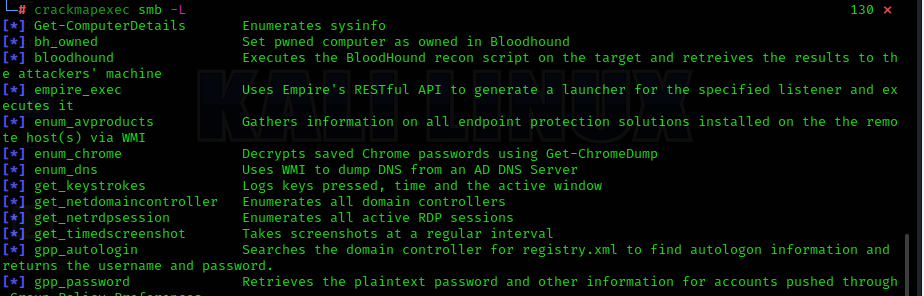 └─# crackmapexec smb -L 130 ⨯
[*] Get-ComputerDetails Enumerates sysinfo
[*] bh_owned Set pwned computer as owned in Bloodhound
[*] bloodhound Executes the BloodHound recon script on the target and retreives the results to th
e attackers' machine
[*] empire_exec Uses Empire's RESTful API to generate a launcher for the specified listener and ex
ecutes it
[*] enum_avproducts Gathers information on all endpoint protection solutions installed on the the remo
te host(s) via WMI
[*] enum_chrome Decrypts saved Chrome passwords using Get-ChromeDump
[*] enum_dns Uses WMI to dump DNS from an AD DNS Server
[*] get_keystrokes Logs keys pressed, time and the active window
[*] get_netdomaincontroller Enumerates all domain controllers
[*] get_netrdpsession Enumerates all active RDP sessions
[*] get_timedscreenshot Takes screenshots at a regular interval
[*] gpp_autologin Searches the domain controller for registry.xml to find autologon information and
returns the username and password.
[*] gpp_password Retrieves the plaintext password and other information for accounts pushed through
Group Policy Preferences
KALI LINUX